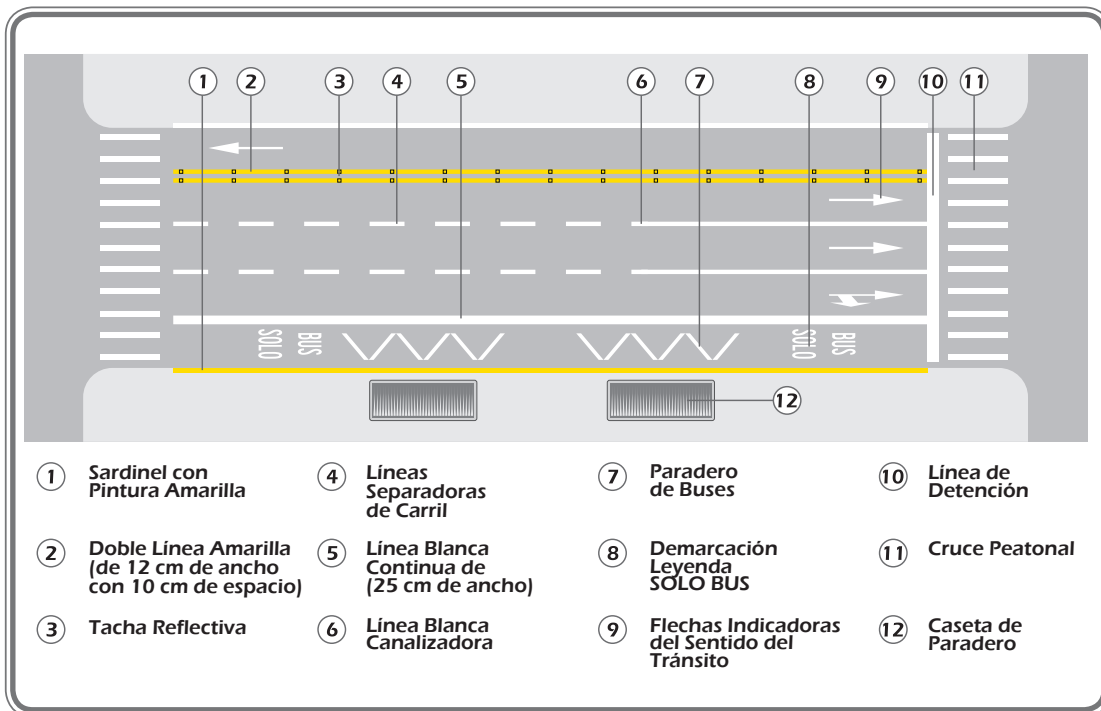 1
2
3
4
5
6
7
8
9
10
11
SOLO
BUS
SOLO
BUS
12
1 Sardinel con
Pintura Amarilla
2 Doble Línea Amarilla
(de 12 cm de ancho
con 10 cm de espacio)
3 Tacha Reflectiva
4 Líneas
Separadoras
de Carril
5 Línea Blanca
Continua de
(25 cm de ancho)
6 Línea Blanca
Canalizadora
7 Paradero
de Buses
8 Demarcación
Leyenda
SOLO BUS
9 Flechas Indicadoras
del Sentido del
Tránsito
10 Línea de
Detención
11 Cruce Peatonal
12 Caseta de
Paradero